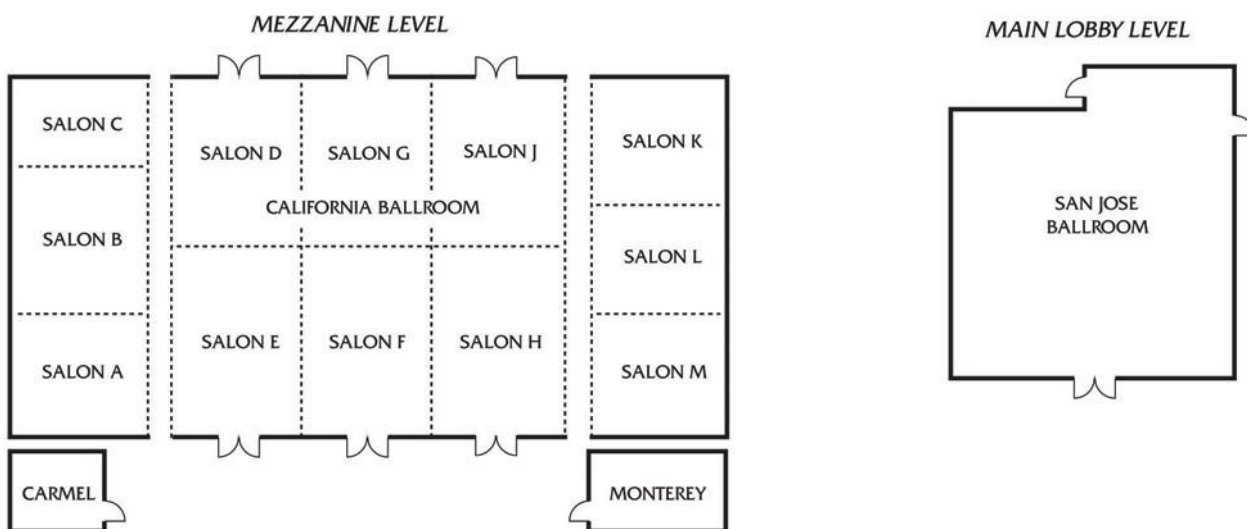 MEZZANINE LEVEL
MAIN LOBBY LEVEL
SALON C
SALON B
SALON A
SALON D
SALON G
SALON J
CALIFORNIA BALLROOM
SALON E
SALON F
SALON H
SALON K
SALON L
SALON M
CARMEL
MONTEREY
SAN JOSE
BALLROOM